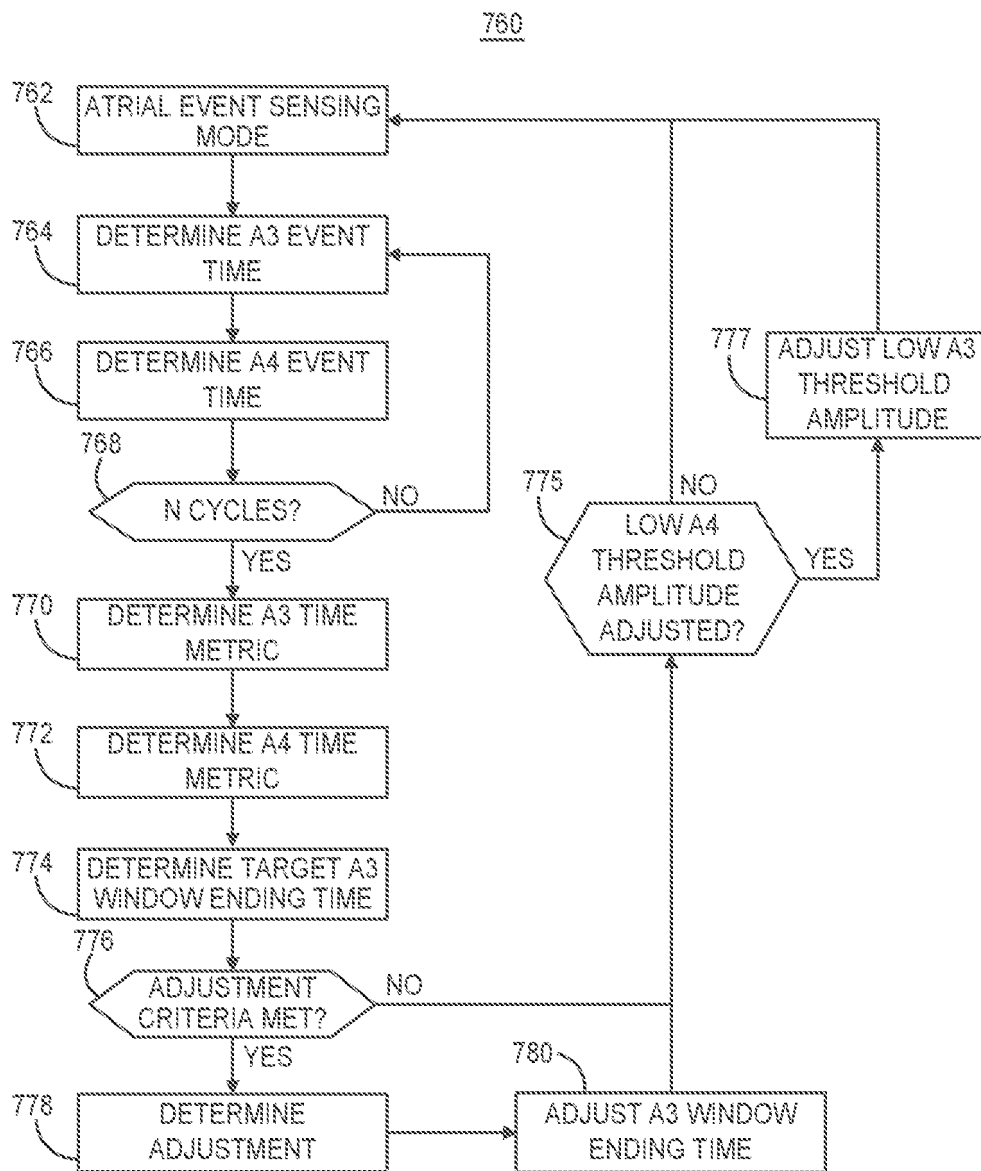 760
762
ATRIAL EVENT SENSING
MODE
764
DETERMINE A3 EVENT
TIME
766
DETERMINE A4 EVENT
TIME
768
N CYCLES?
NO
YES
770
DETERMINE A3 TIME
METRIC
772
DETERMINE A4 TIME
METRIC
774
DETERMINE TARGET A3
WINDOW ENDING TIME
776
ADJUSTMENT
CRITERIA MET?
NO
YES
778
DETERMINE
ADJUSTMENT
780
ADJUST A3 WINDOW
ENDING TIME
775
LOW A4
THRESHOLD
AMPLITUDE
ADJUSTED?
NO
YES
777
ADJUST LOW A3
THRESHOLD
AMPLITUDE